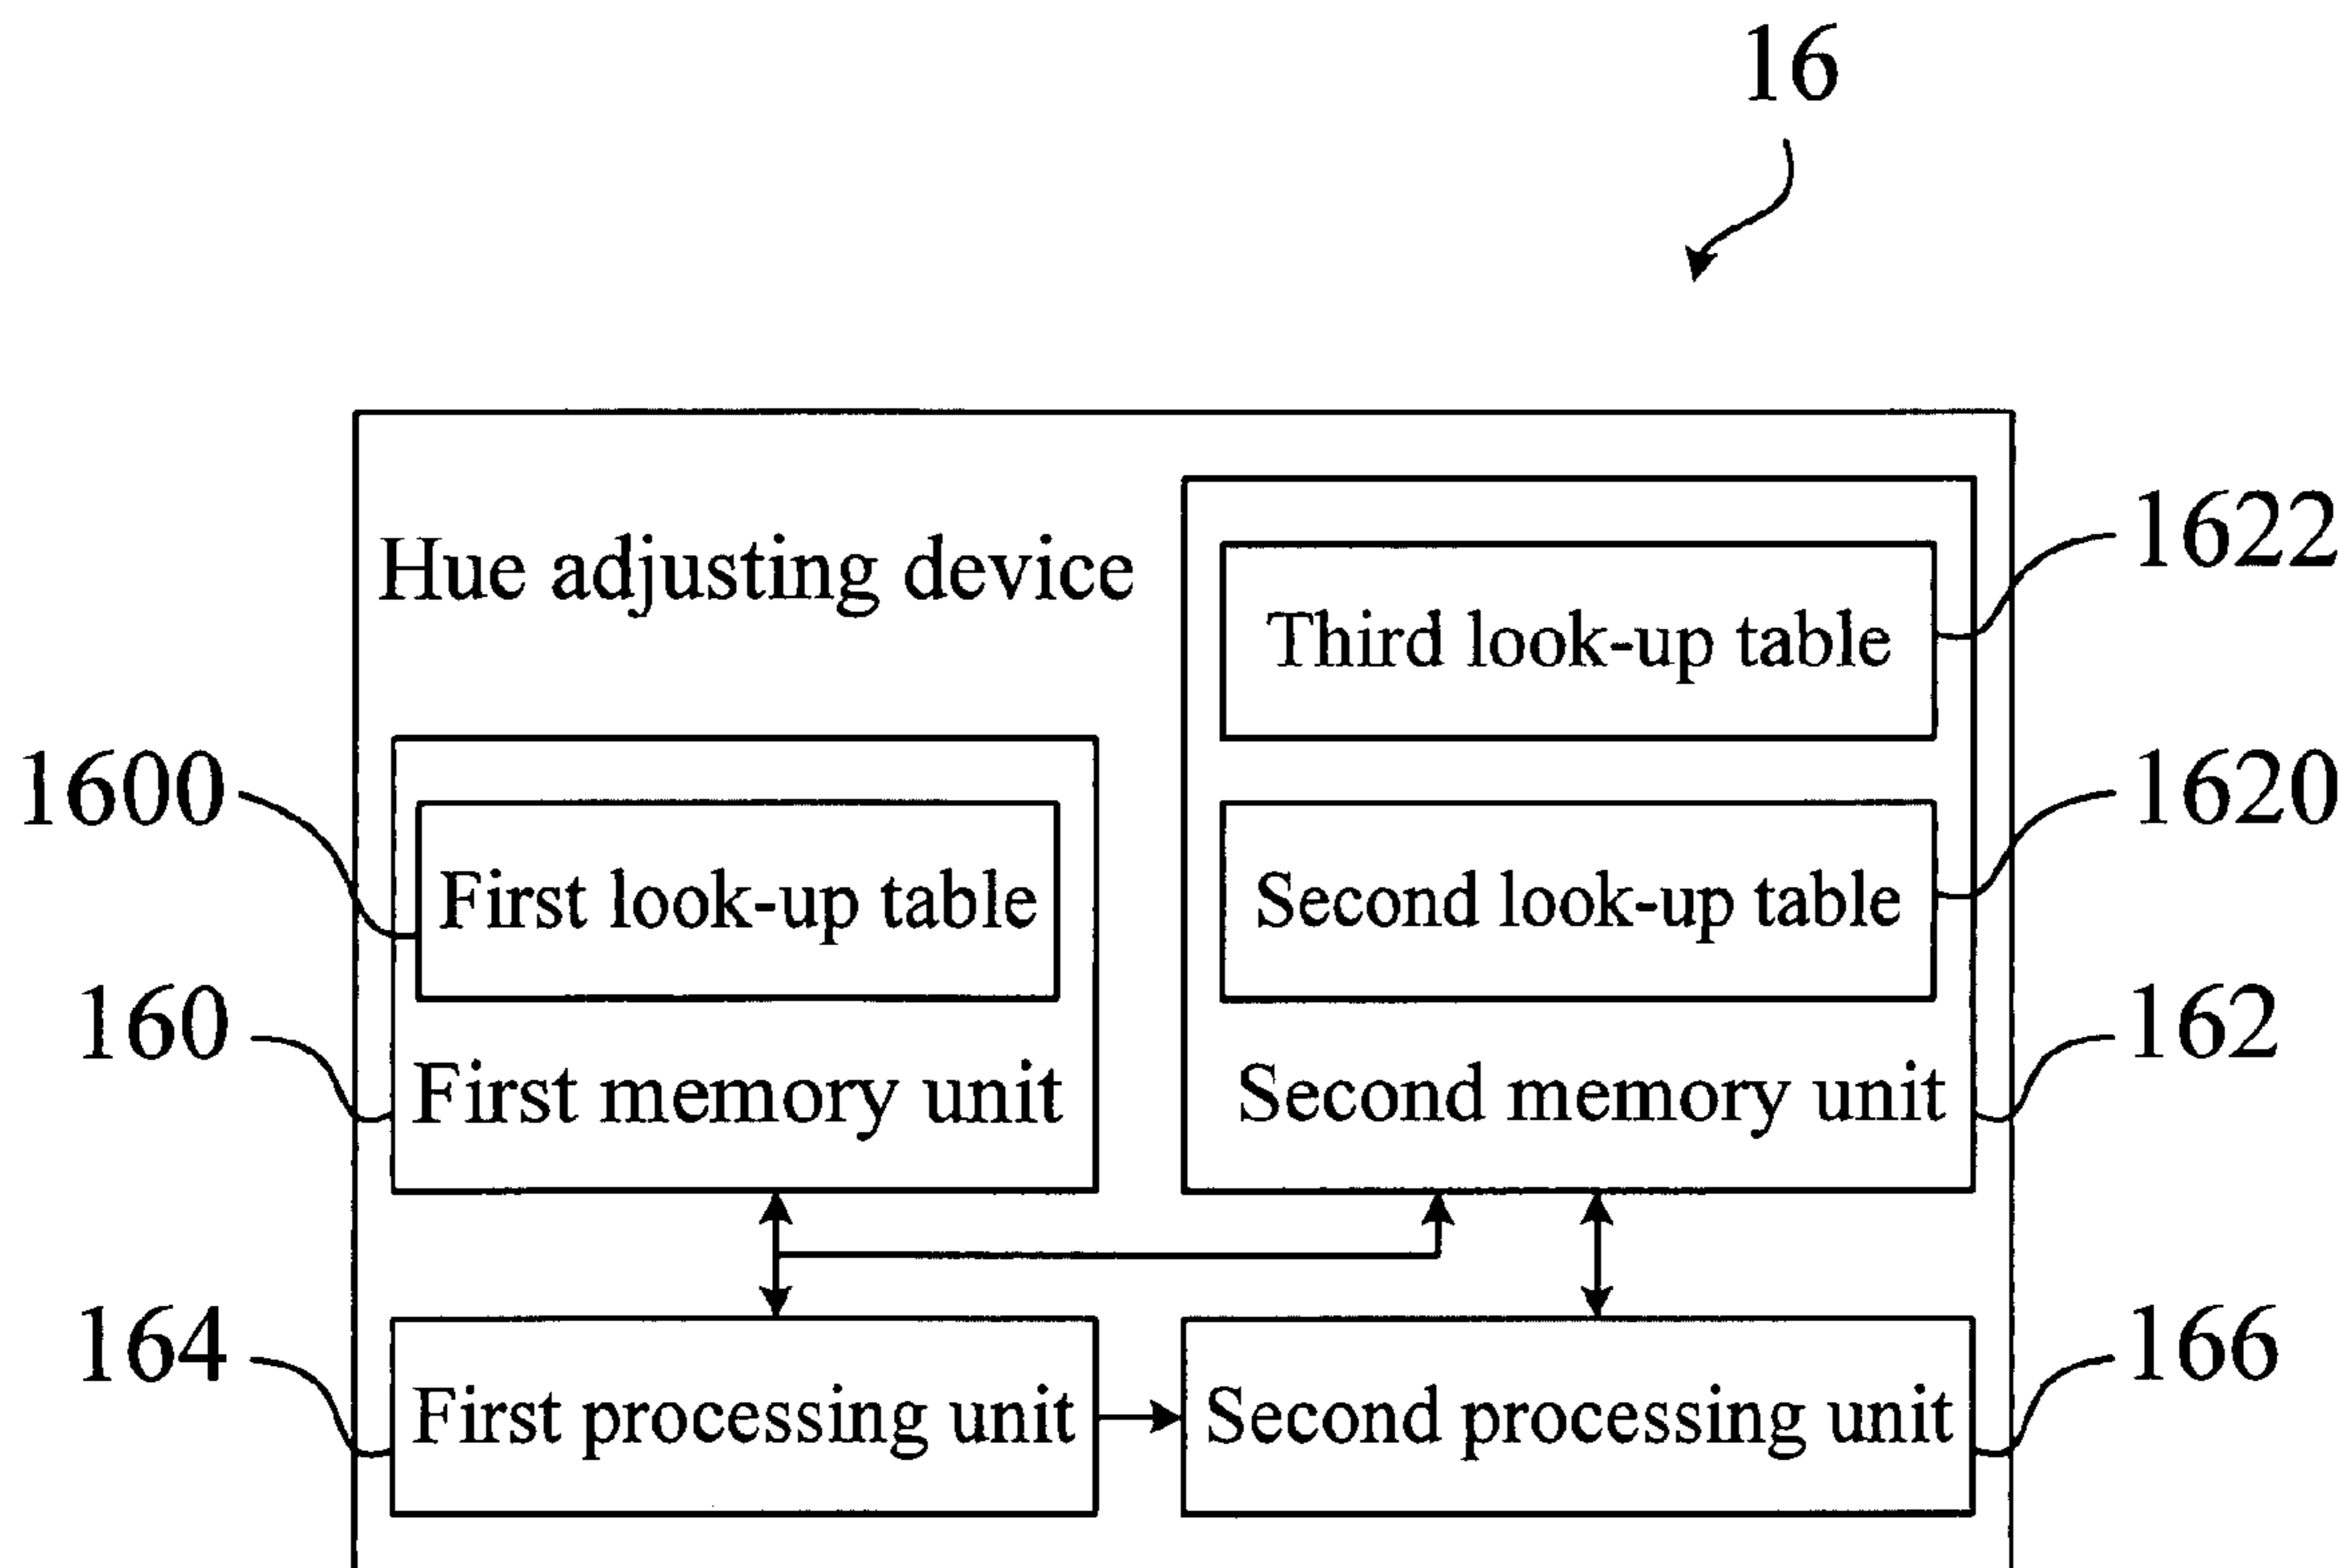 16
Hue adjusting device
1622
Third look-up table
1600
1620
First look-up table
Second look-up table
160
162
First memory unit
Second memory unit
164
166
First processing unit
Second processing unit